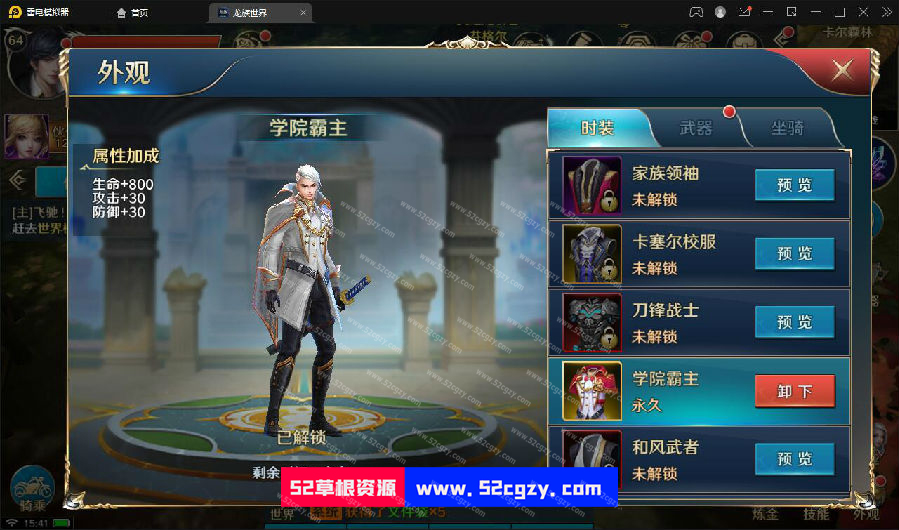 雷电模拟器
首页
龙族世界
64
卡尔森林
外观
学院霸主
属性加成
生命+800
攻击+30
防御+30
[主]飞驰!
赶去世界
时装
武器
坐骑
家族领袖
未解锁
预览
卡塞尔校服
未解锁
预览
刀锋战士
未解锁
预览
学院霸主
永久
卸下
和风武者
未解锁
预览
已解锁
剩余
52草根资源 www.52cgzy.com
骑乘
世界
炼金
技能
外观
15:41